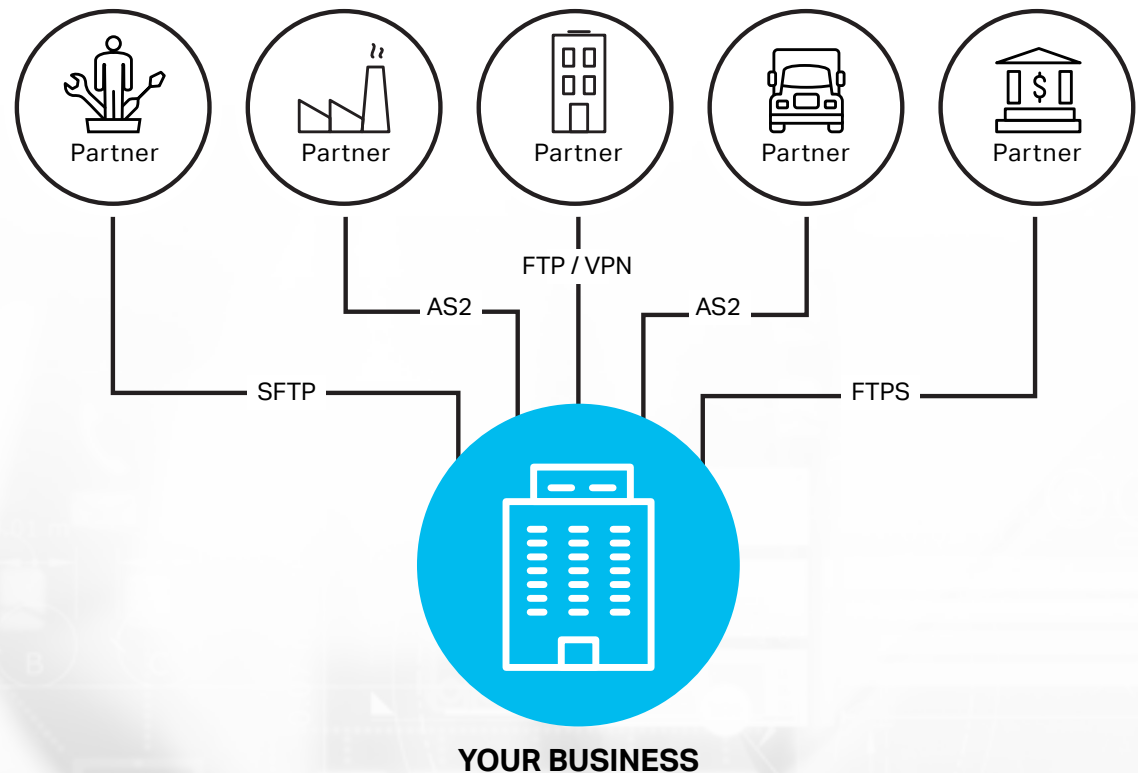 Partner
Partner
Partner
Partner
$
Partner
FTP / VPN
AS2
AS2
SFTP
FTPS
YOUR BUSINESS